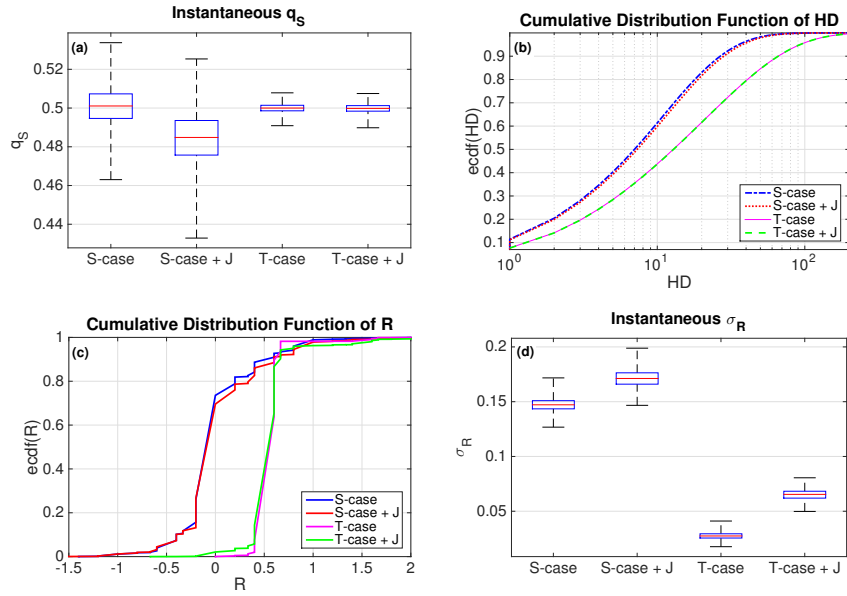 Instantaneous q_S
(a)
0.52
0.5
0.48
0.46
0.44
q_S
S-case
S-case + J
T-case
T-case + J
Cumulative Distribution Function of HD
(b)
0.9
0.8
0.7
0.6
0.5
0.4
0.3
0.2
0.1
ecdf(HD)
S-case
S-case + J
T-case
T-case + J
10^0
10^1
10^2
HD
Cumulative Distribution Function of R
(c)
1
0.8
0.6
0.4
0.2
0
ecdf(R)
S-case
S-case + J
T-case
T-case + J
-1.5
-1
-0.5
0
0.5
1
1.5
2
R
Instantaneous σ_R
(d)
0.2
0.15
0.1
0.05
σ_R
S-case
S-case + J
T-case
T-case + J